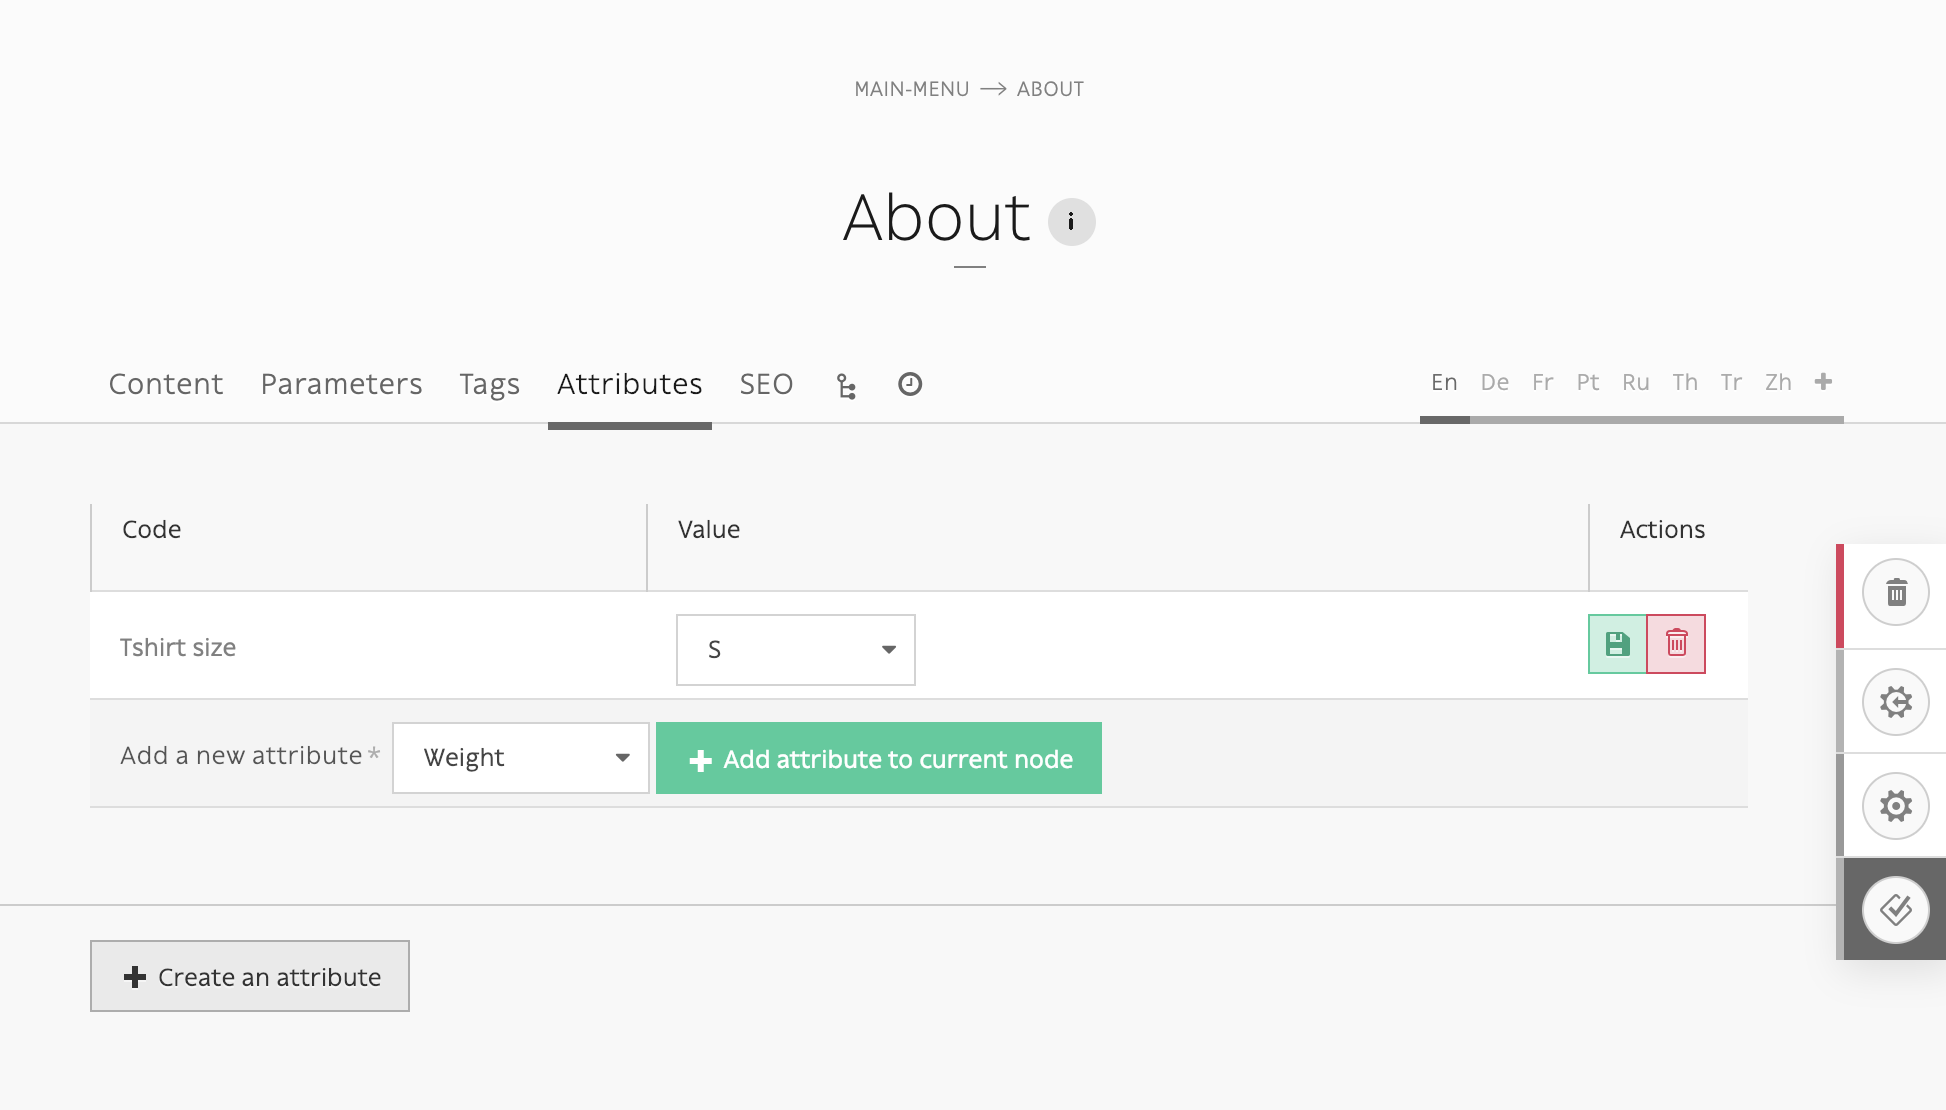 MAIN-MENU → ABOUT
About i
Content Parameters Tags Attributes SEO
En De Fr Pt Ru Th Tr Zh +
Code Value Actions
Tshirt size S
Add a new attribute * Weight + Add attribute to current node
+ Create an attribute